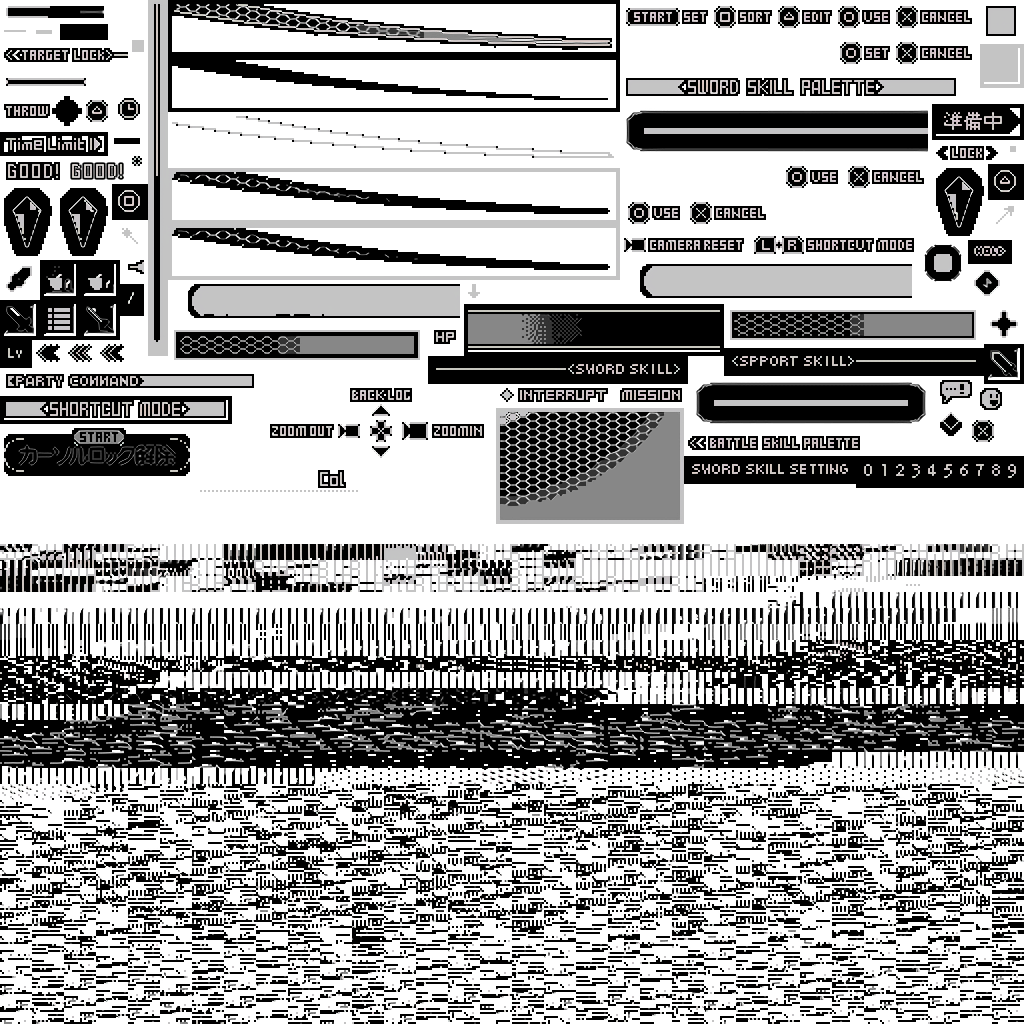 START SET SORT EDIT USE CANCEL
SET CANCEL
<<TARGET LOCK>>
<SWORD SKILL PALETTE>
THROW
準備中
Time Limit
<LOCK>
GOOD! GOOD!
USE CANCEL
USE CANCEL
CAMERA RESET L+R SHORTCUT MODE
HOLD
HP
Lv
<SWORD SKILL>
<SPPORT SKILL>
PARTY COMMAND>
BACK LOG
INTERRUPT MISSION
<SHORTCUT MODE>
START
ZOOM OUT ZOOM IN
カーソルロック解除
BATTLE SKILL PALETTE
SWORD SKILL SETTING 0 1 2 3 4 5 6 7 8 9
Col